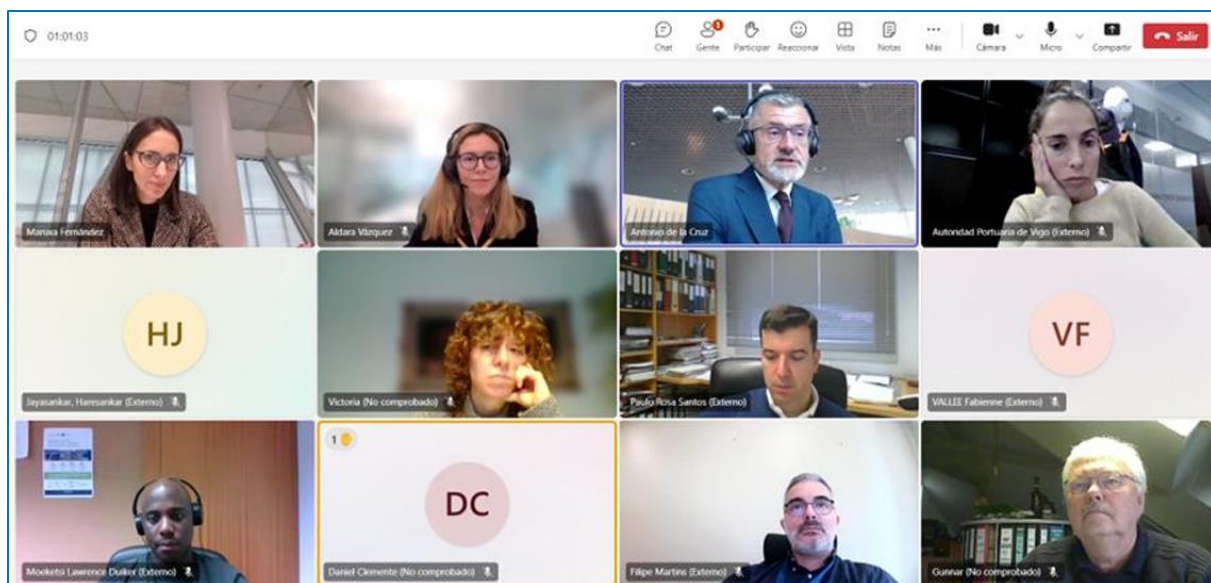 01:01:03
Chat
Gente
Participar
Reaccionar
Vista
Notas
Más
Cámara
Micro
Compartir
Salir
Aldara Vázquez
Antonio de la Cruz
Autoridad Portuaria de Vigo (Externo)
HJ
Jayasankar, Haresankar (Externo)
Victoria (No comprobado)
Paulo Rosa Santos (Externo)
VF
VALLEE Fabienne (Externo)
Moeketsi Lawrence Duiker (Externo)
1
DC
Daniel Clemente (No comprobado)
Filipe Martins (Externo)
Gunnar (No comprobado)